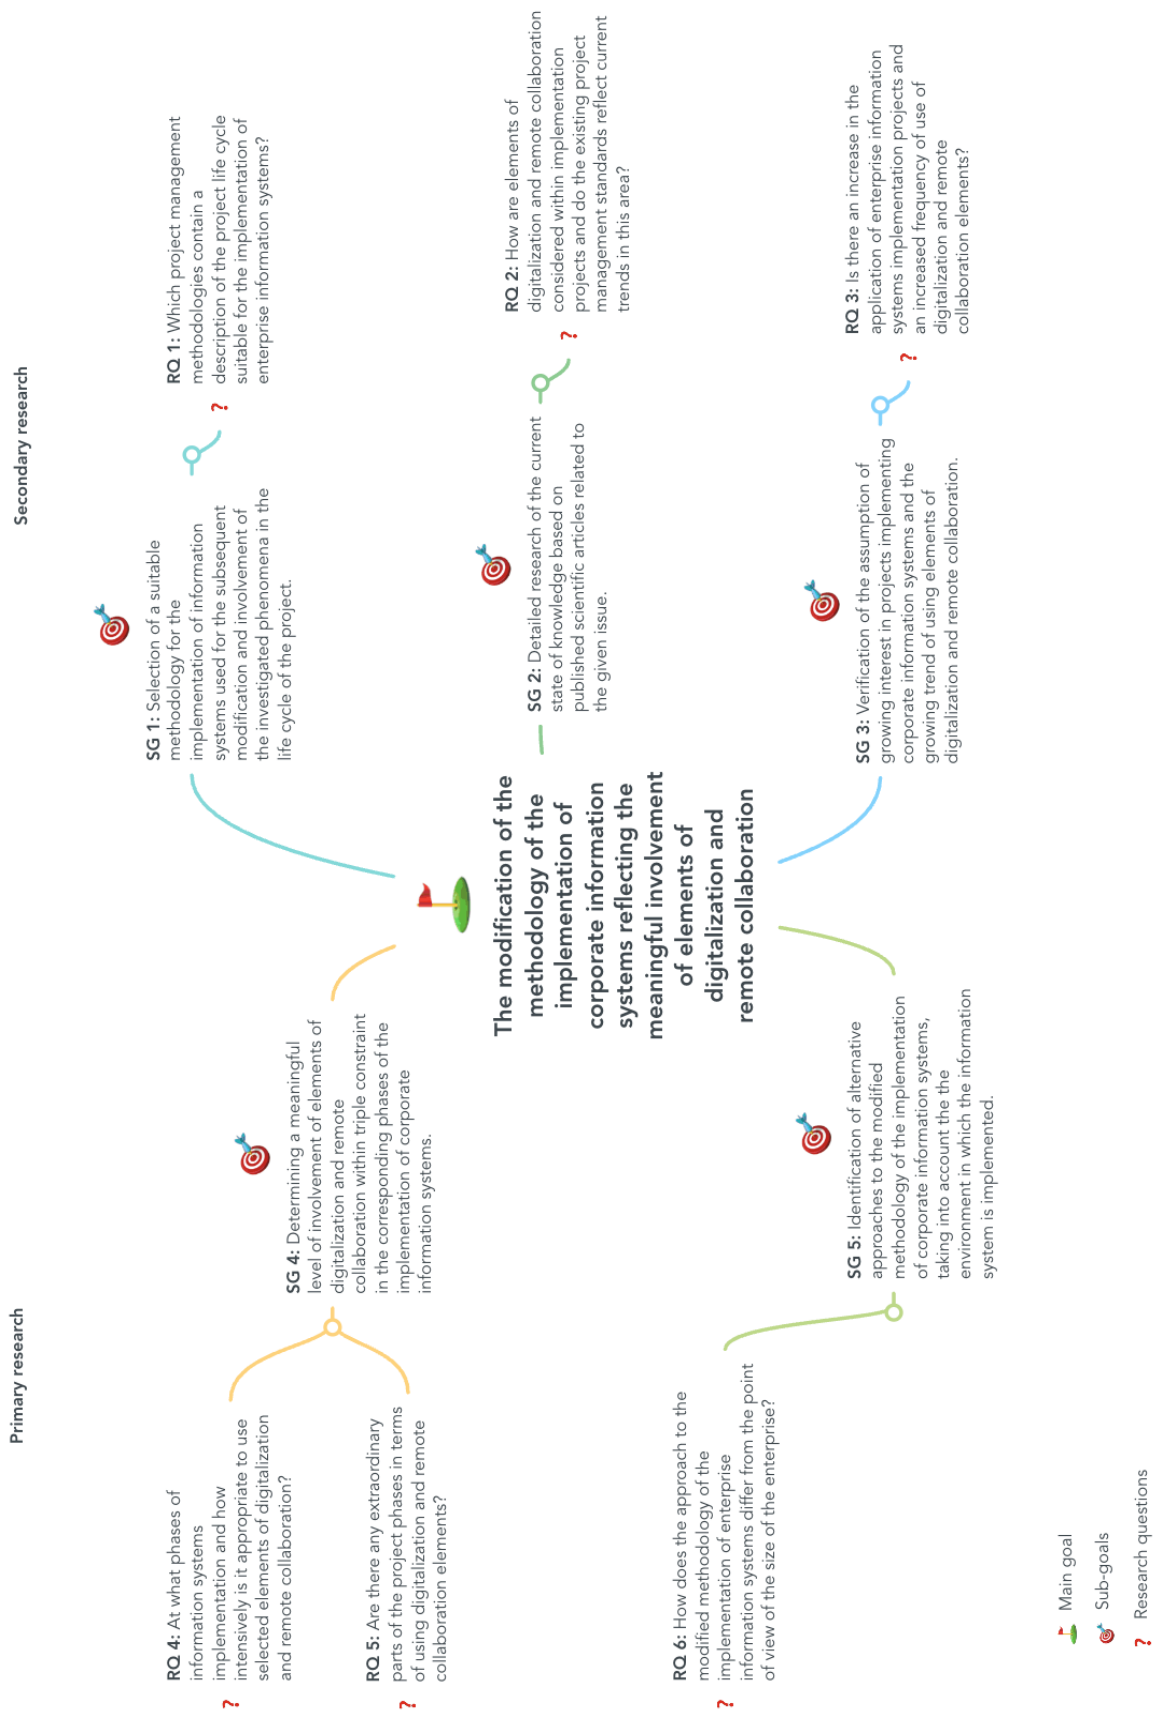 Primary research
Secondary research
RQ 4: At what phases of
information systems
implementation and how
intensively is it appropriate to use
selected elements of digitalization
and remote collaboration?
?
RQ 5: Are there any extraordinary
parts of the project phases in terms
of using digitalization and remote
collaboration elements?
?
RQ 6: How does the approach to the
modified methodology of the
implementation of enterprise
information systems differ from the point
of view of the size of the enterprise?
?
SG 4: Determining a meaningful
level of involvement of elements of
digitalization and remote
collaboration within triple constraint
in the corresponding phases of the
implementation of corporate
information systems.
SG 5: Identification of alternative
approaches to the modified
methodology of the implementation
of corporate information systems,
taking into account the the
environment in which the information
system is implemented.
The modification of the
methodology of the
implementation of
corporate information
systems reflecting the
meaningful involvement
of elements of
digitalization and
remote collaboration
SG 1: Selection of a suitable
methodology for the
implementation of information
systems used for the subsequent
modification and involvement of
the investigated phenomena in the
life cycle of the project.
SG 2: Detailed research of the current
state of knowledge based on
published scientific articles related to
the given issue.
SG 3: Verification of the assumption of
growing interest in projects implementing
corporate information systems and the
growing trend of using elements of
digitalization and remote collaboration.
?
RQ 1: Which project management
methodologies contain a
description of the project life cycle
suitable for the implementation of
enterprise information systems?
?
RQ 2: How are elements of
digitalization and remote collaboration
considered within implementation
projects and do the existing project
management standards reflect current
trends in this area?
?
RQ 3: Is there an increase in the
application of enterprise information
systems implementation projects and
an increased frequency of use of
digitalization and remote
collaboration elements?
Main goal
Sub-goals
? Research questions